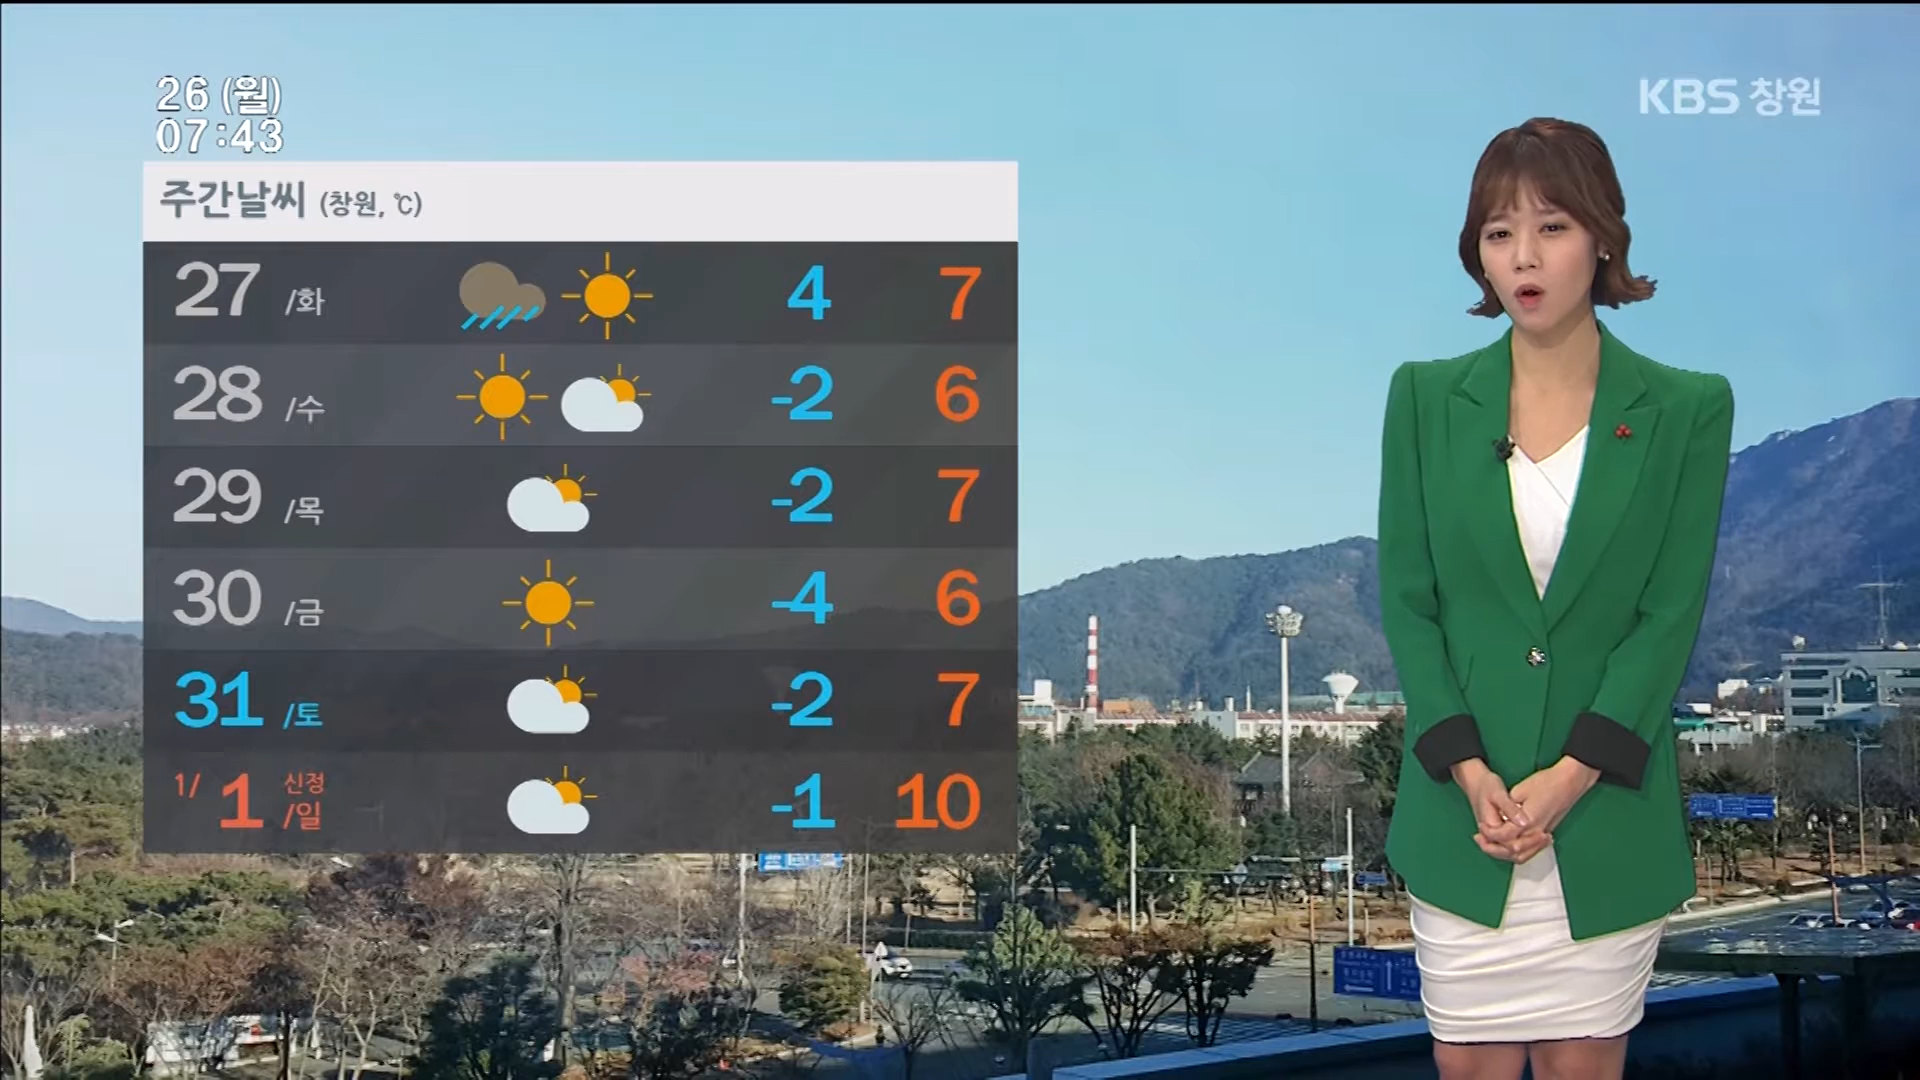 26 (월)
07:43
KBS 창원
주간날씨 (창원, ℃)
27 /화 4 7
28 /수 -2 6
29 /목 -2 7
30 /금 -4 6
31 /토 -2 7
1/1 신정/일 -1 10